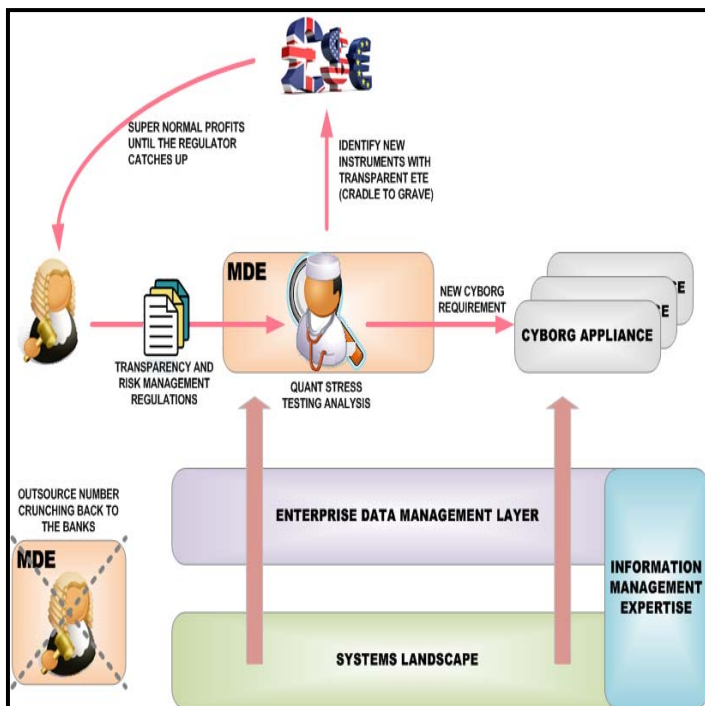 £$€
SUPER NORMAL PROFITS
UNTIL THE REGULATOR
CATCHES UP
IDENTIFY NEW
INSTRUMENTS WITH
TRANSPARENT ETE
(CRADLE TO GRAVE)
MDE
NEW CYBORG
REQUIREMENT
CE
CE
CYBORG APPLIANCE
TRANSPARENCY AND
RISK MANAGEMENT
REGULATIONS
QUANT STRESS
TESTING ANALYSIS
OUTSOURCE NUMBER
CRUNCHING BACK TO
THE BANKS
MDE
ENTERPRISE DATA MANAGEMENT LAYER
INFORMATION
MANAGEMENT
EXPERTISE
SYSTEMS LANDSCAPE